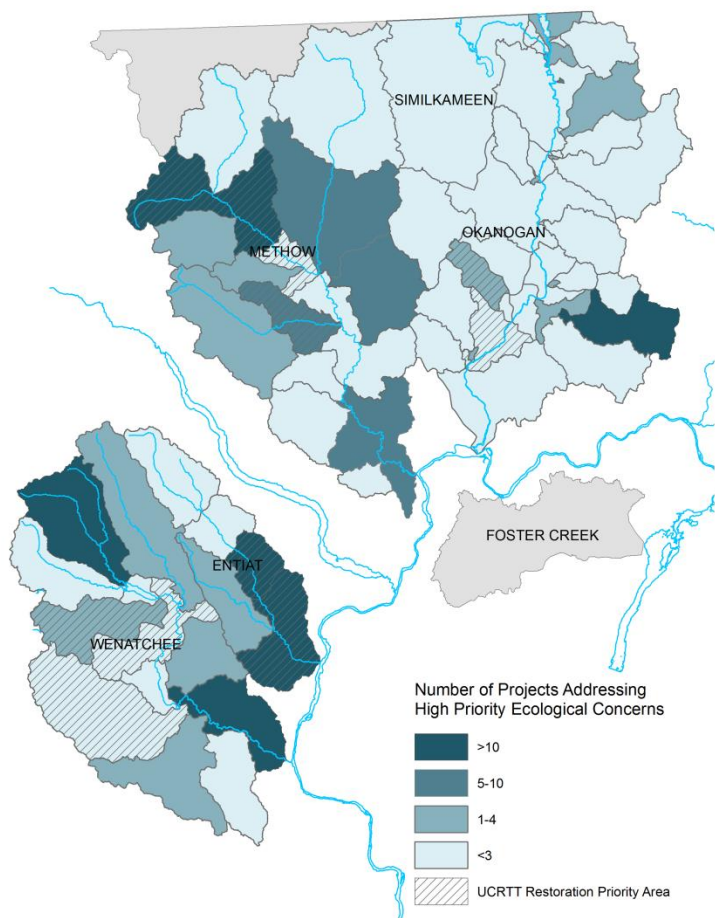 SIMILKAMEEN
OKANOGAN
METHOW
FOSTER CREEK
ENTIAT
WENATCHEE
Number of Projects Addressing
High Priority Ecological Concerns
>10
5-10
1-4
<3
UCRTT Restoration Priority Area